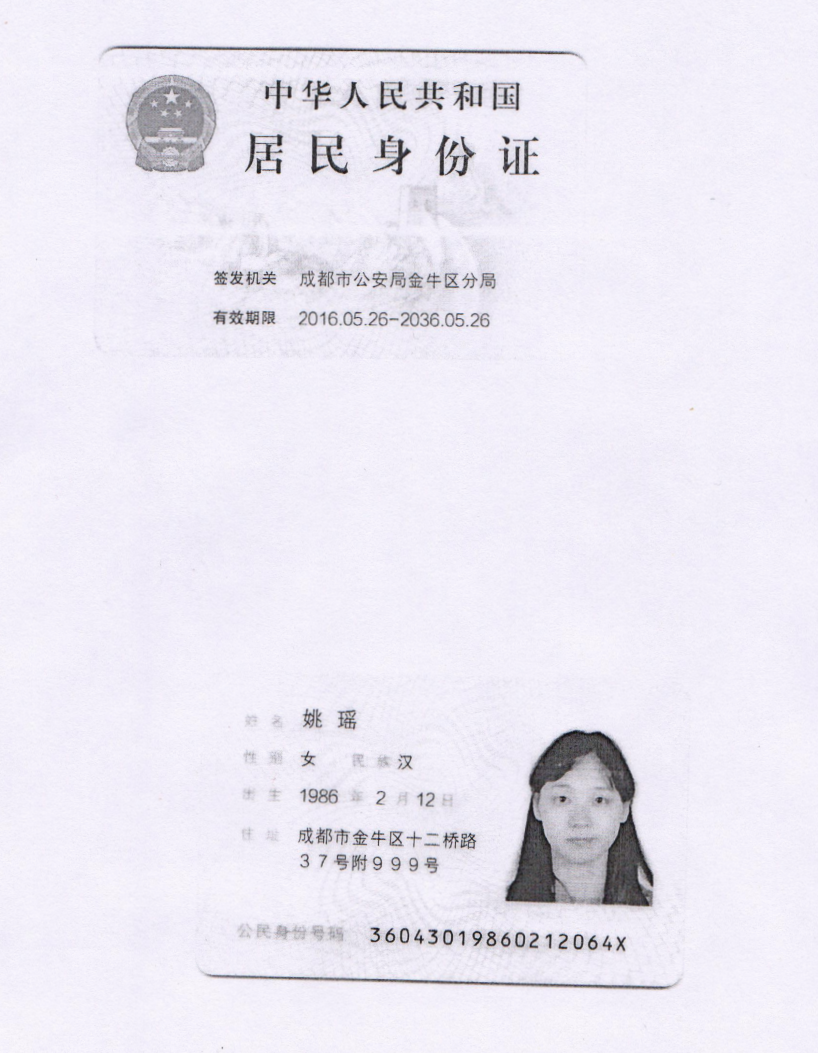 中华人民共和国
居民身份证
签发机关 成都市公安局金牛区分局
有效期限 2016.05.26-2036.05.26
姓名 姚瑶
性别 女 民族 汉
出生 1986 年 2 月 12 日
住址 成都市金牛区十二桥路
37号附999号
公民身份号码 36043019860212064X